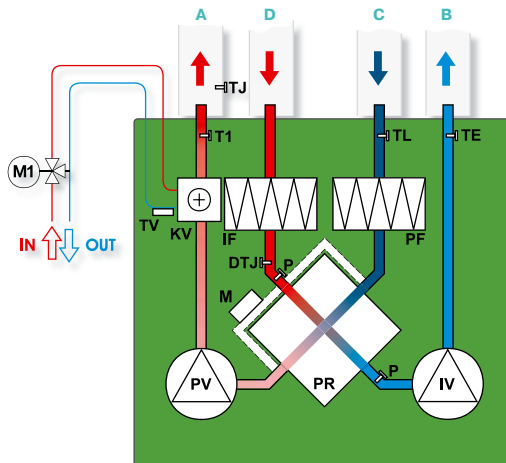 A D C B
TJ
T1 TL TE
M1
TV KV IF PF
IN OUT
DTJ P
M
P
PV PR IV